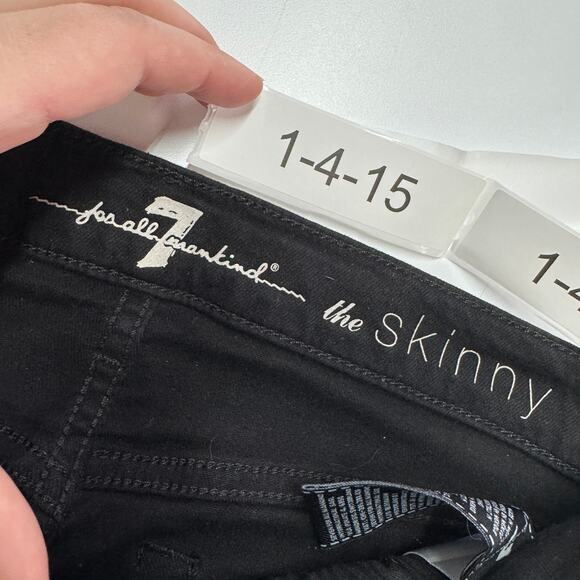 1-4-15
1-4
7
for all mankind®
the skinny